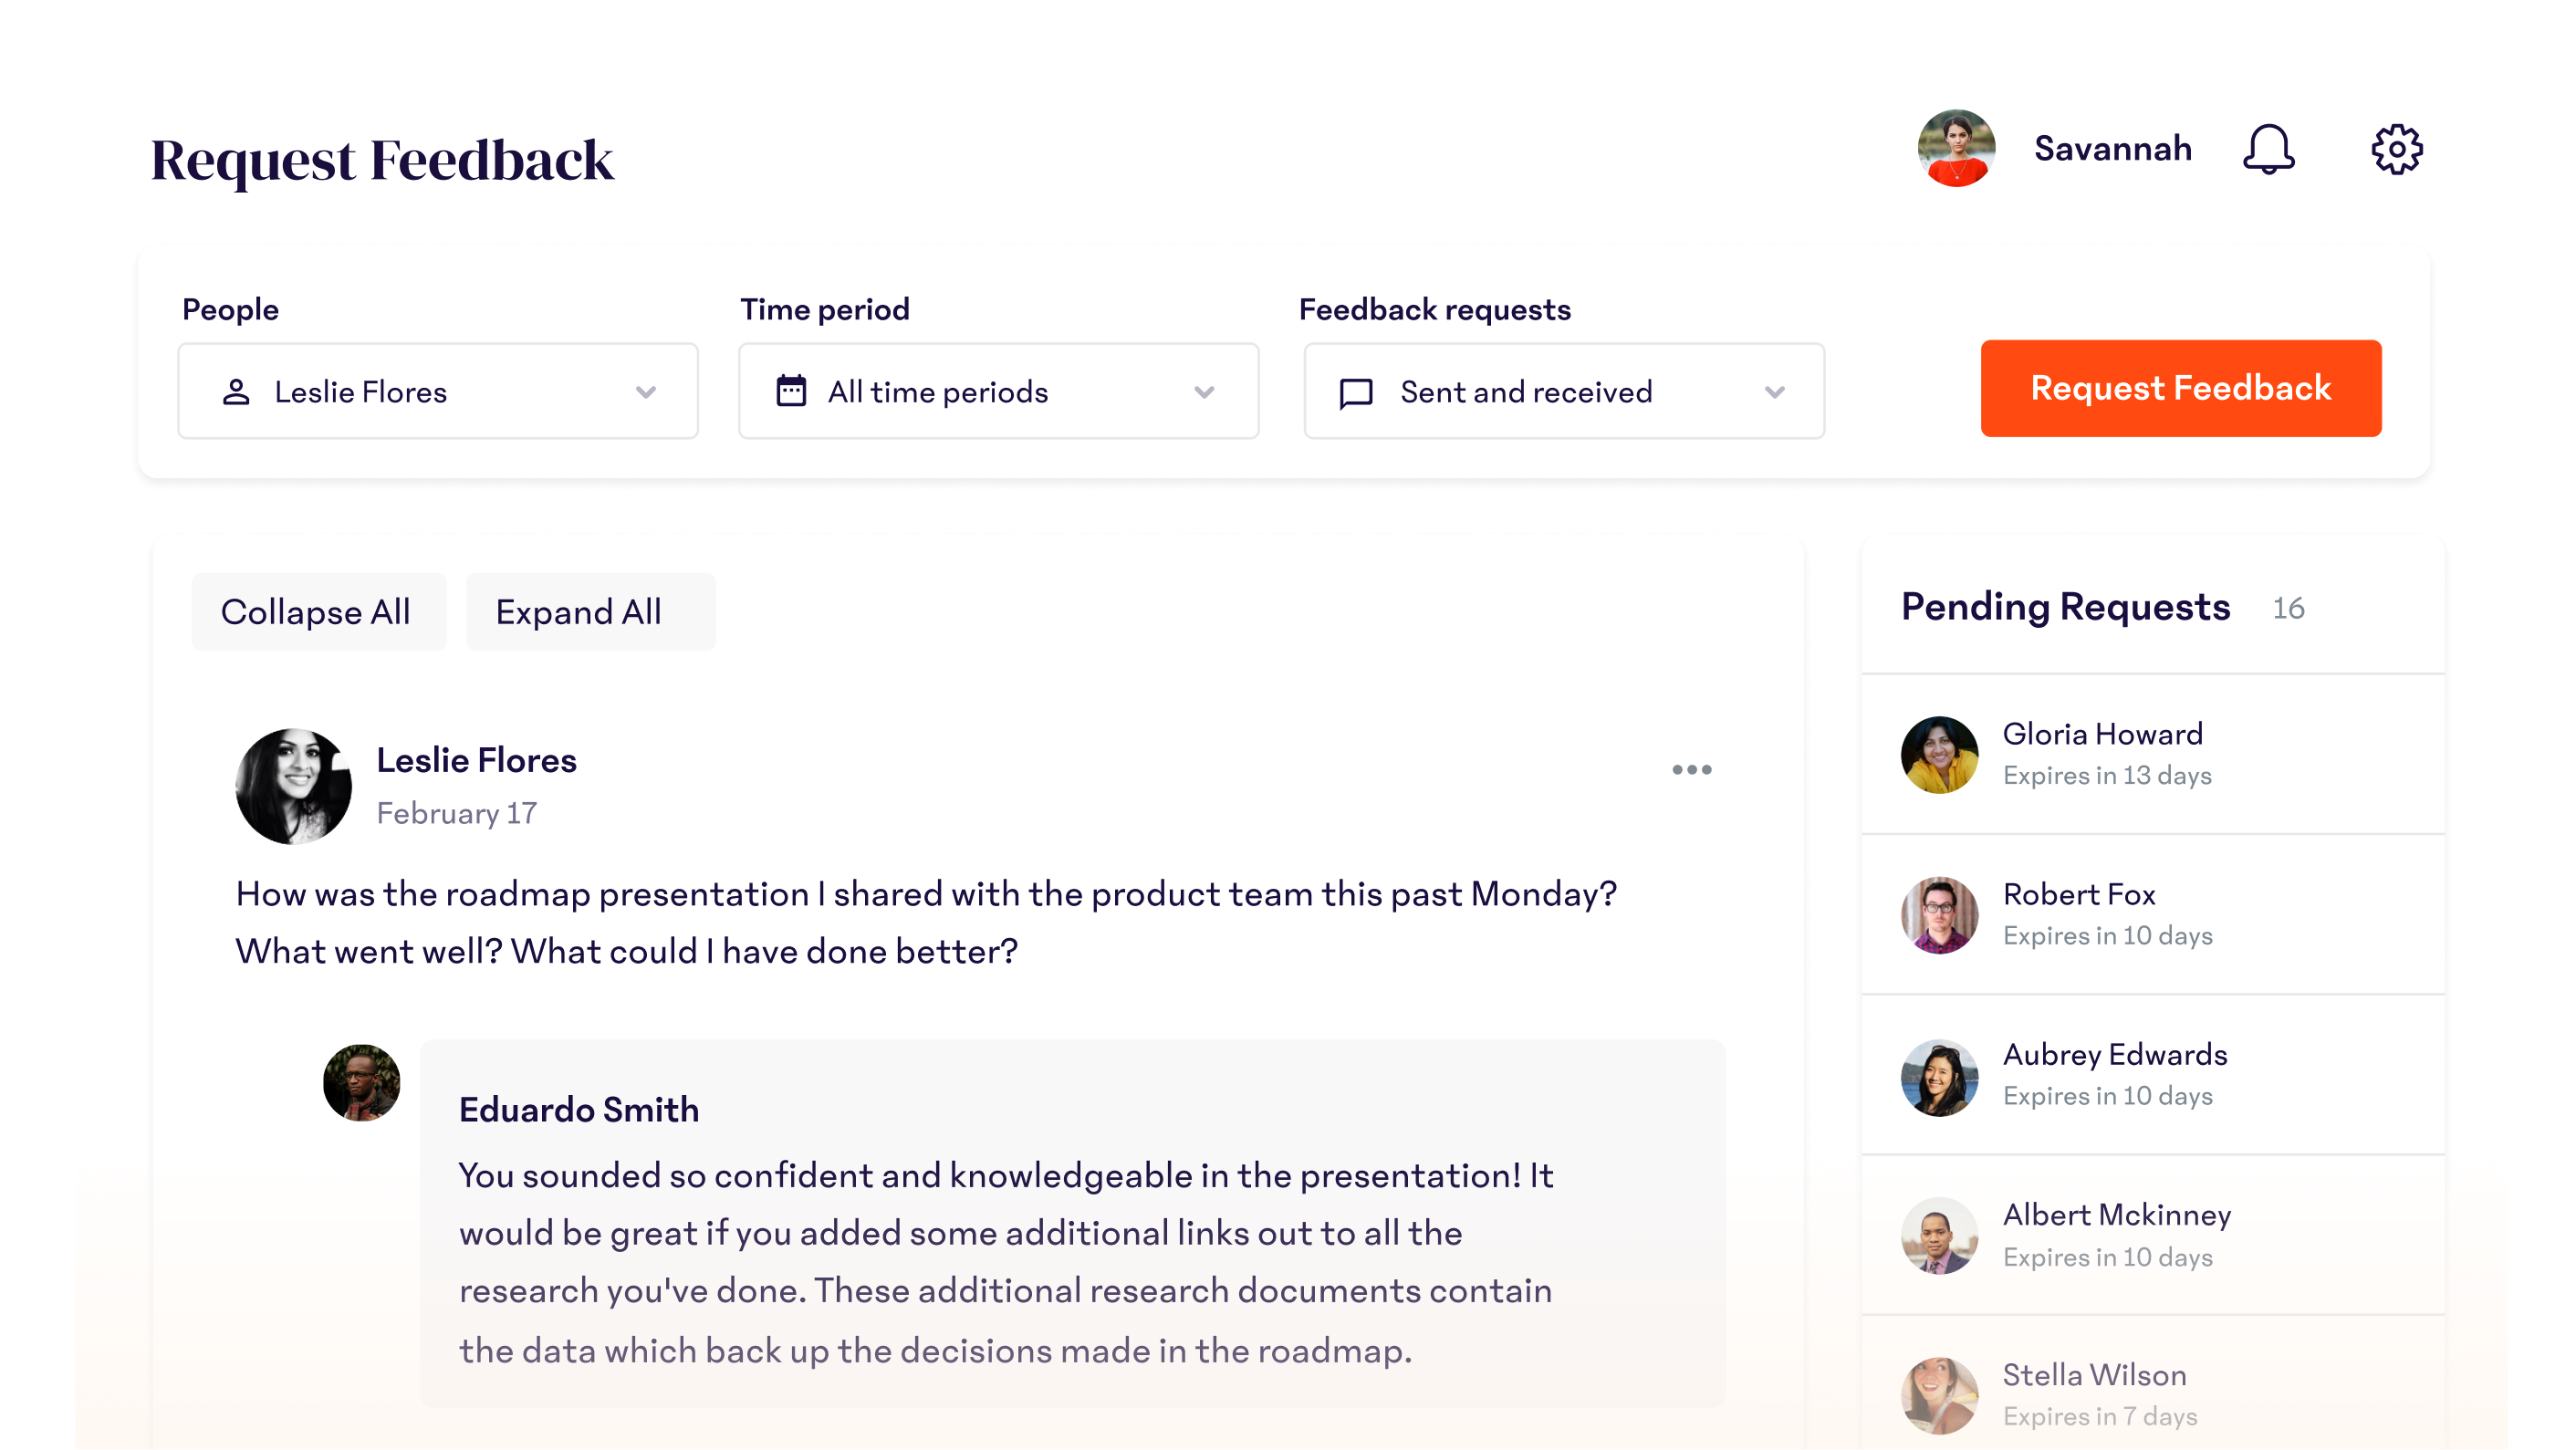 Request Feedback
Savannah
People
Time period
Feedback requests
Leslie Flores
All time periods
Sent and received
Request Feedback
Collapse All
Expand All
Leslie Flores
February 17
How was the roadmap presentation I shared with the product team this past Monday?
What went well? What could I have done better?
Eduardo Smith
You sounded so confident and knowledgeable in the presentation! It
would be great if you added some additional links out to all the
research you've done. These additional research documents contain
the data which back up the decisions made in the roadmap.
Pending Requests 16
Gloria Howard
Expires in 13 days
Robert Fox
Expires in 10 days
Aubrey Edwards
Expires in 10 days
Albert Mckinney
Expires in 10 days
Stella Wilson
Expires in 7 days